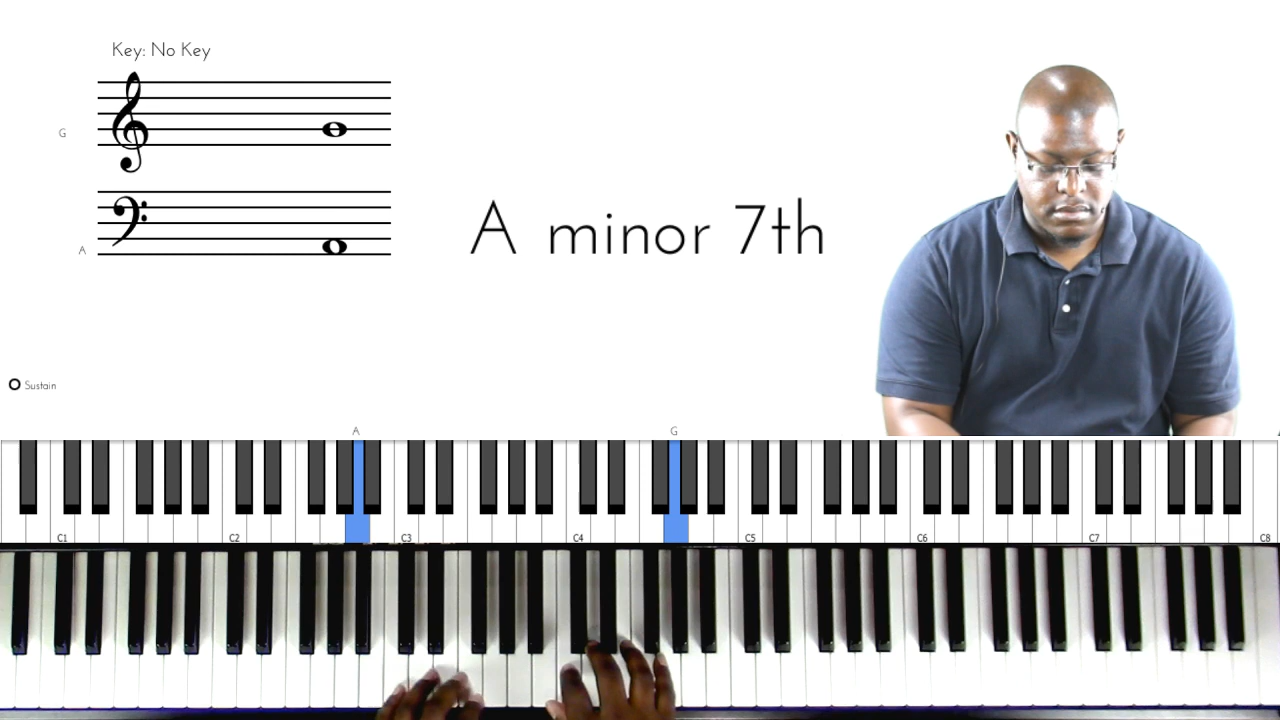 Key: No Key
G
A
A minor 7th
Sustain
A G
C1 C2 C3 C4 C5 C6 C7 C8